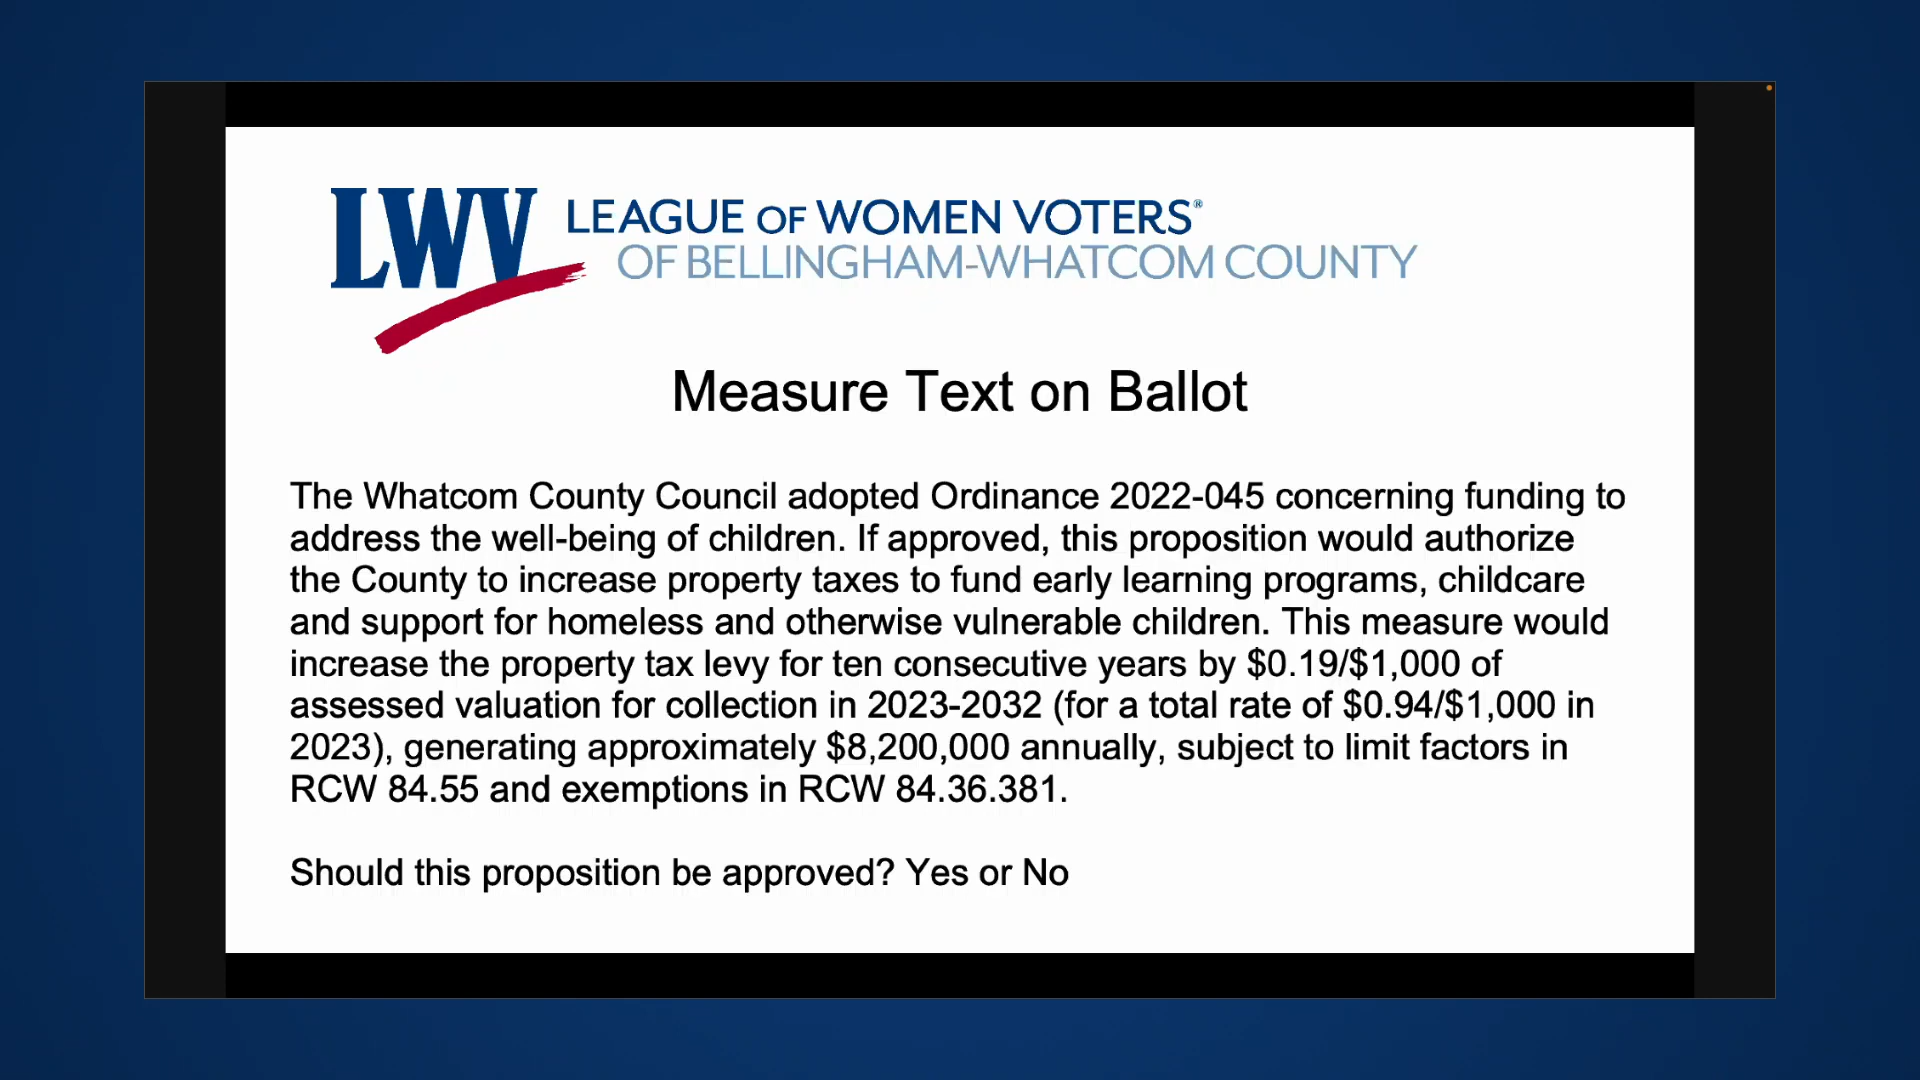 LWV LEAGUE OF WOMEN VOTERS®
OF BELLINGHAM-WHATCOM COUNTY
Measure Text on Ballot
The Whatcom County Council adopted Ordinance 2022-045 concerning funding to
address the well-being of children. If approved, this proposition would authorize
the County to increase property taxes to fund early learning programs, childcare
and support for homeless and otherwise vulnerable children. This measure would
increase the property tax levy for ten consecutive years by $0.19/$1,000 of
assessed valuation for collection in 2023-2032 (for a total rate of $0.94/$1,000 in
2023), generating approximately $8,200,000 annually, subject to limit factors in
RCW 84.55 and exemptions in RCW 84.36.381.
Should this proposition be approved? Yes or No